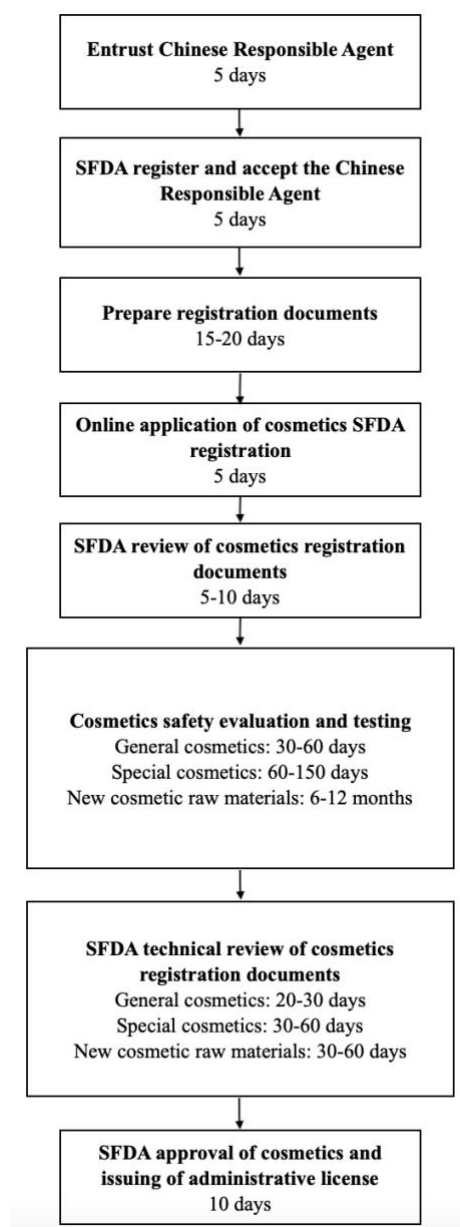 Entrust Chinese Responsible Agent
5 days
SFDA register and accept the Chinese
Responsible Agent
5 days
Prepare registration documents
15-20 days
Online application of cosmetics SFDA
registration
5 days
SFDA review of cosmetics registration
documents
5-10 days
Cosmetics safety evaluation and testing
General cosmetics: 30-60 days
Special cosmetics: 60-150 days
New cosmetic raw materials: 6-12 months
SFDA technical review of cosmetics
registration documents
General cosmetics: 20-30 days
Special cosmetics: 30-60 days
New cosmetic raw materials: 30-60 days
SFDA approval of cosmetics and
issuing of administrative license
10 days